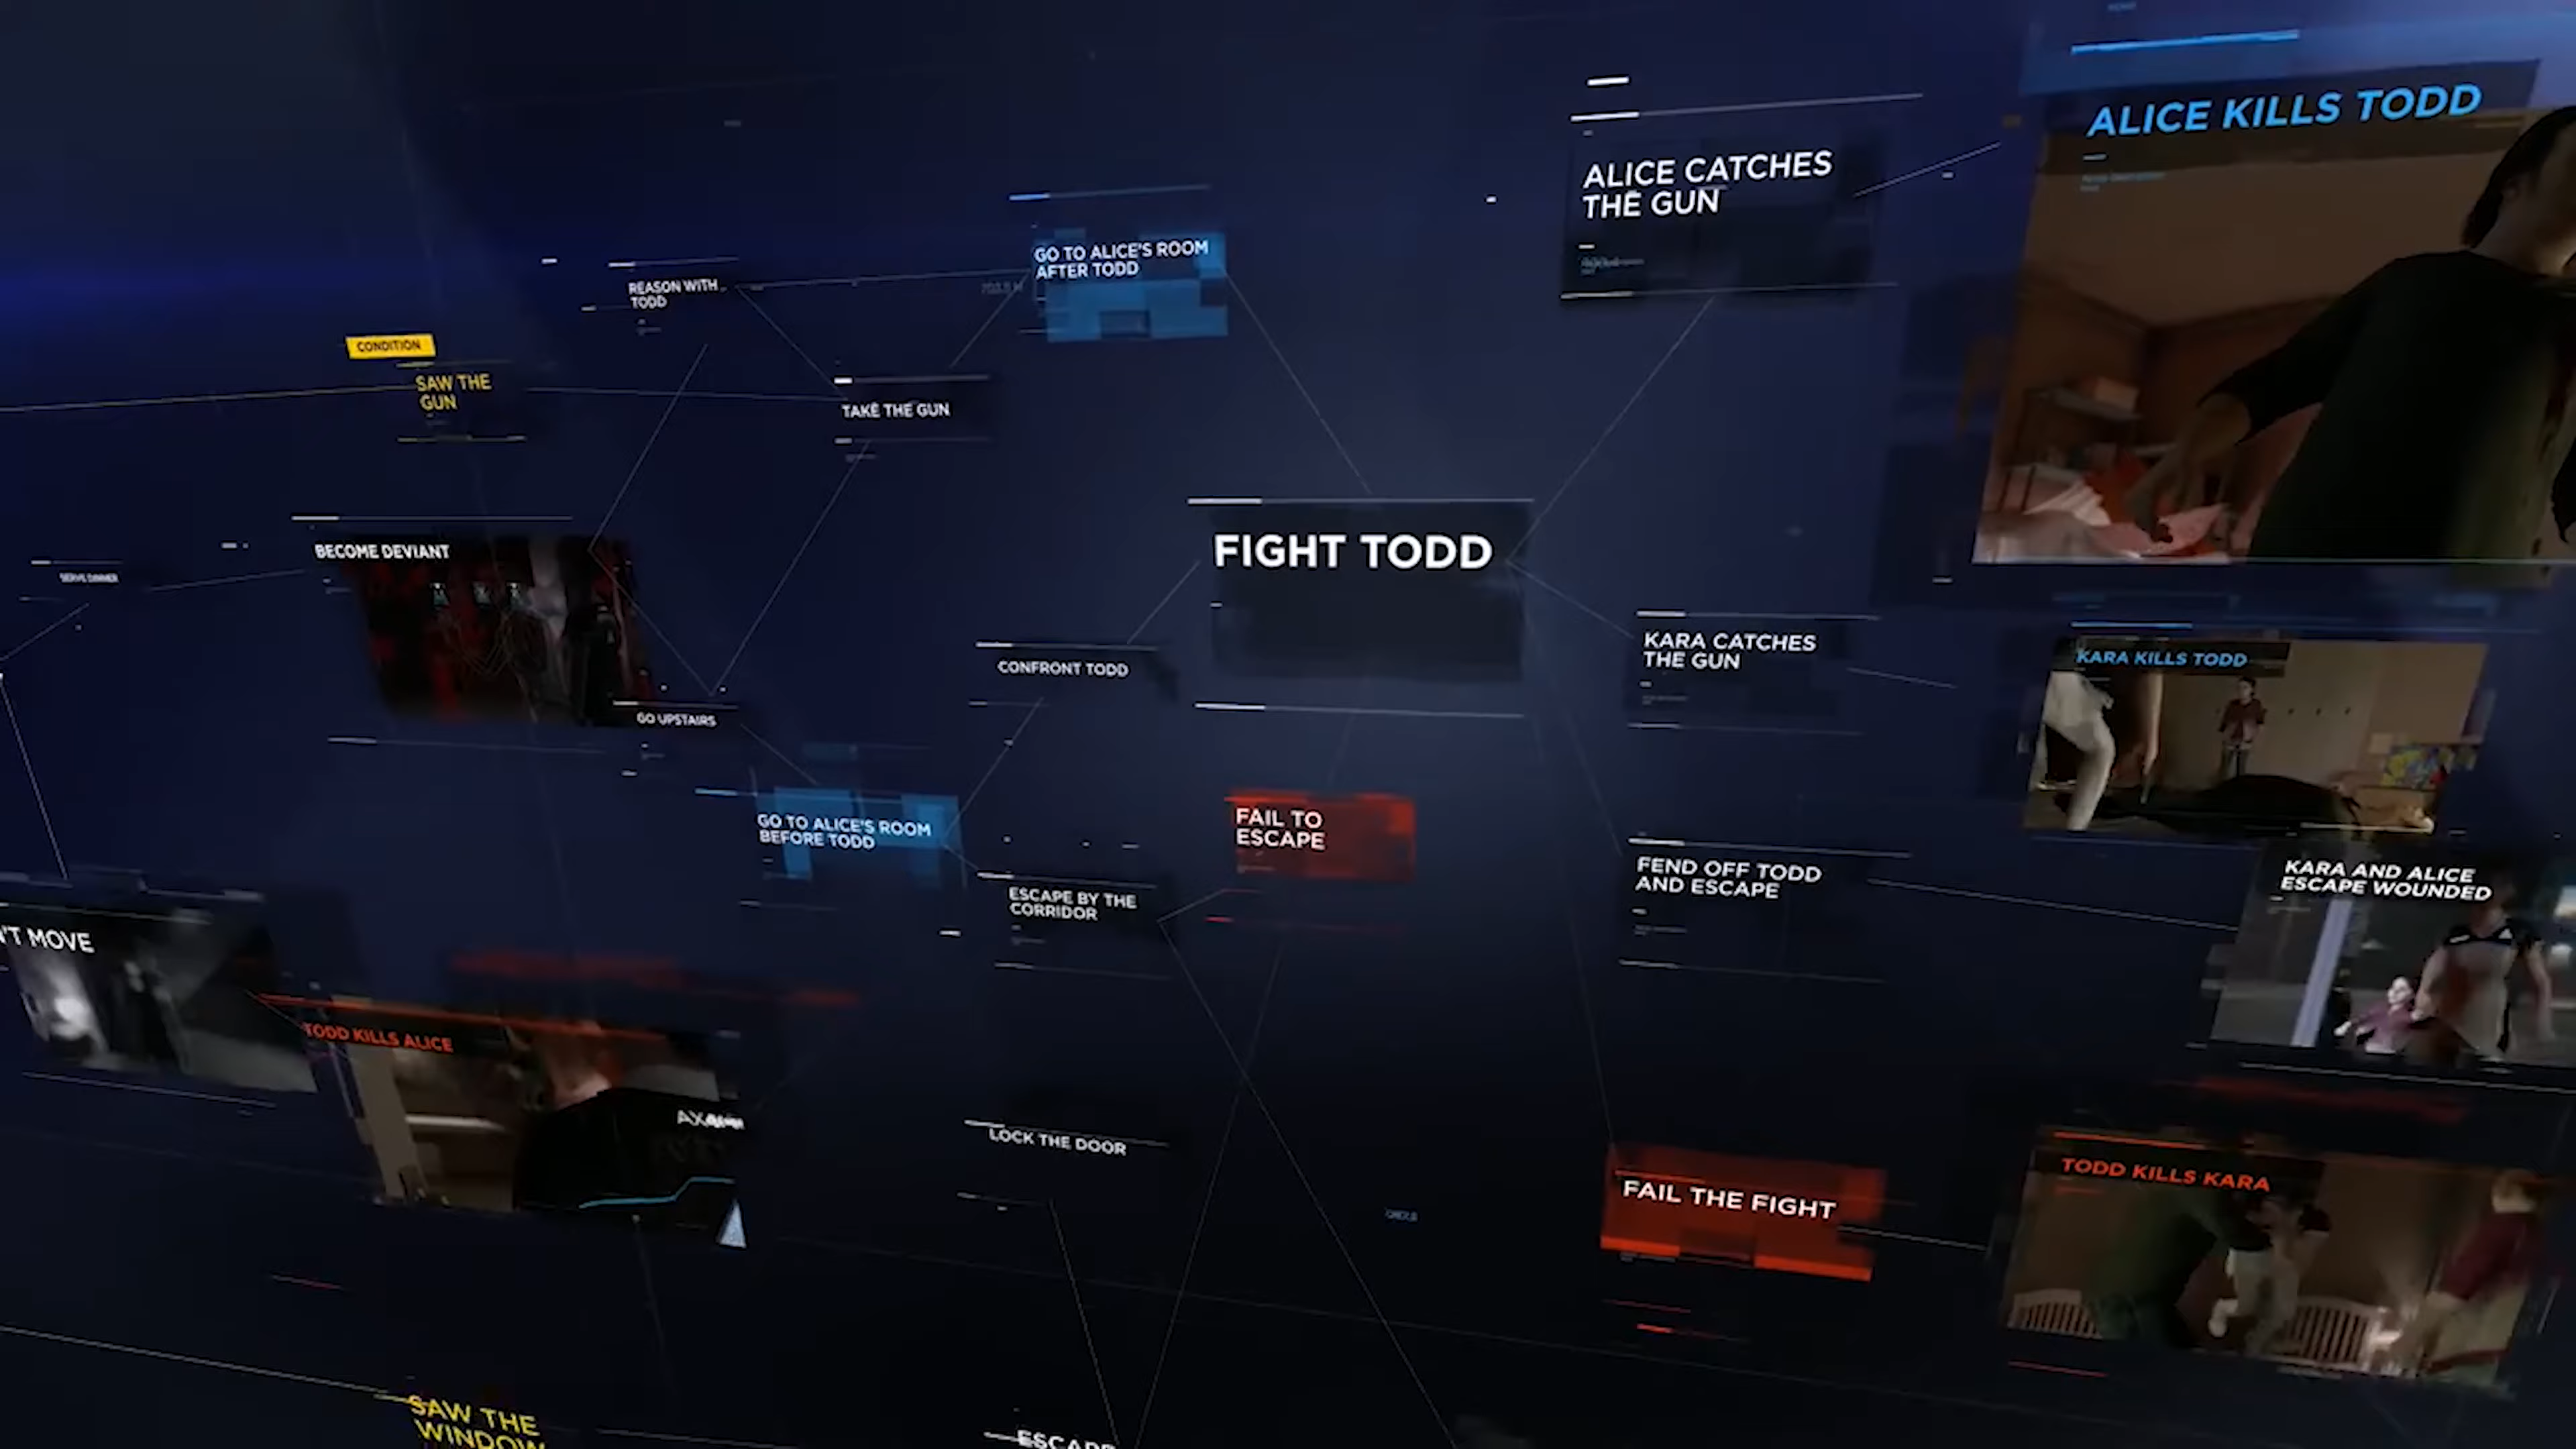 ALICE KILLS TODD
ALICE CATCHES
THE GUN
GO TO ALICE'S ROOM
AFTER TODD
REASON WITH
TODD
CONDITION
SAW THE
GUN
TAKE THE GUN
FIGHT TODD
BECOME DEVIANT
SERVE DINNER
KARA CATCHES
THE GUN
KARA KILLS TODD
CONFRONT TODD
GO UPSTAIRS
GO TO ALICE'S ROOM
BEFORE TODD
FAIL TO
ESCAPE
FEND OFF TODD
AND ESCAPE
KARA AND ALICE
ESCAPE WOUNDED
ESCAPE BY THE
CORRIDOR
'T MOVE
TODD KILLS ALICE
LOCK THE DOOR
FAIL THE FIGHT
TODD KILLS KARA
SAW THE
WINDOW
ESCAPE